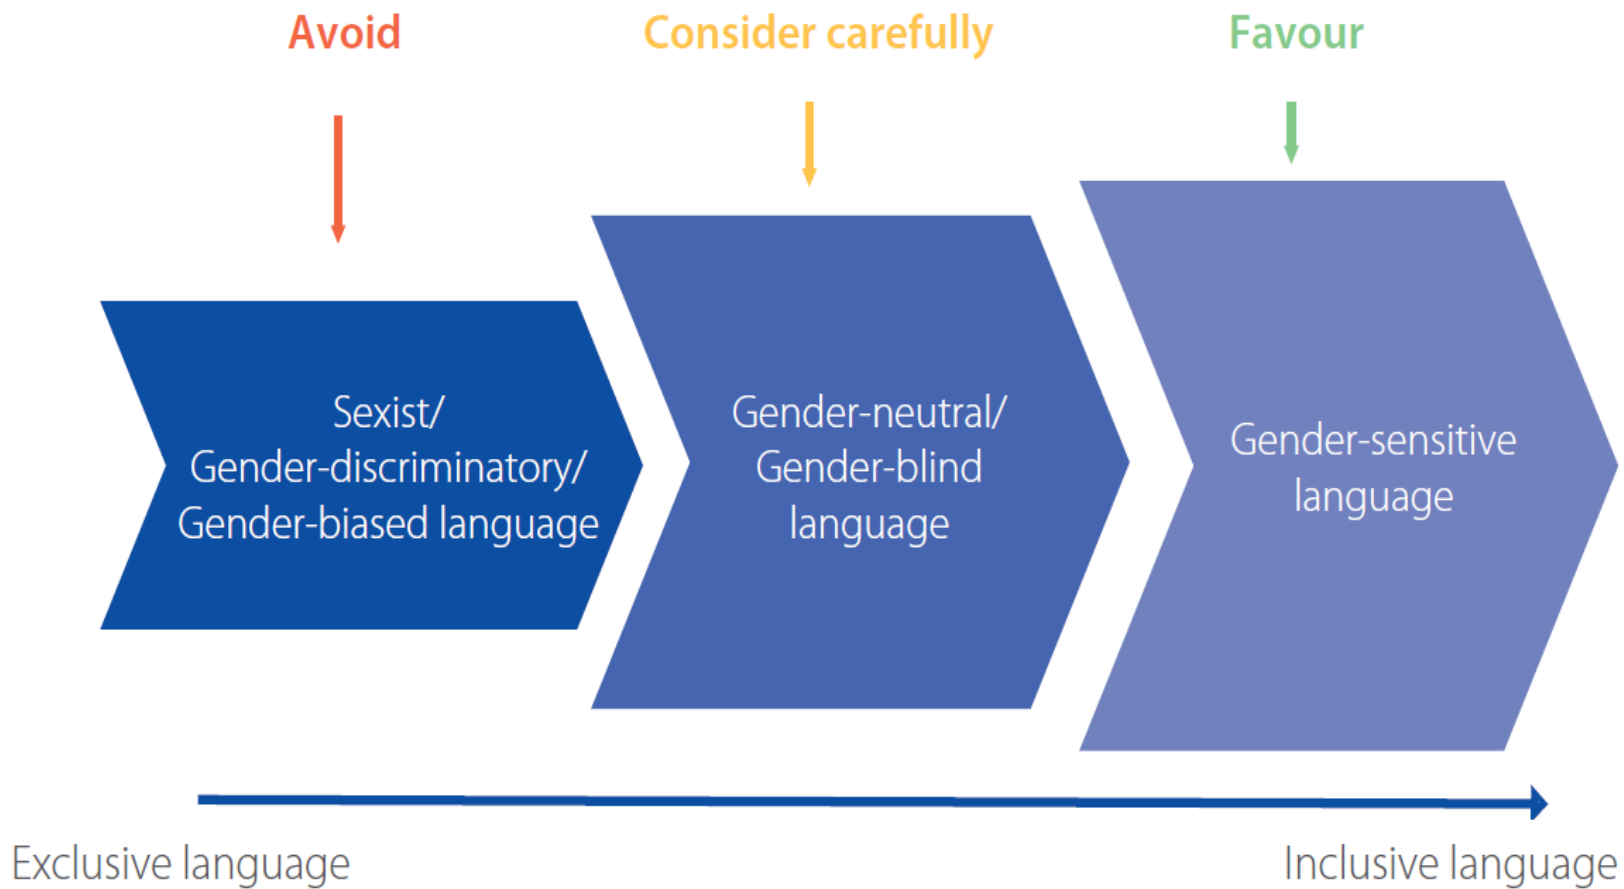 Avoid
Consider carefully
Favour
Sexist/
Gender-discriminatory/
Gender-biased language
Gender-neutral/
Gender-blind
language
Gender-sensitive
language
Exclusive language
Inclusive language